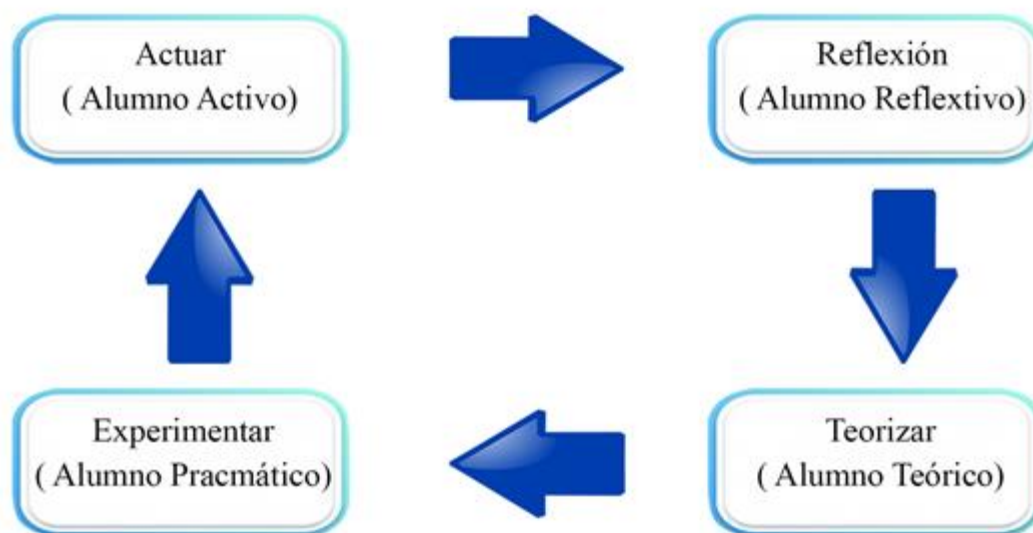 Actuar
( Alumno Activo)
Reflexión
( Alumno Reflextivo)
Experimentar
( Alumno Pracmático)
Teorizar
( Alumno Teórico)